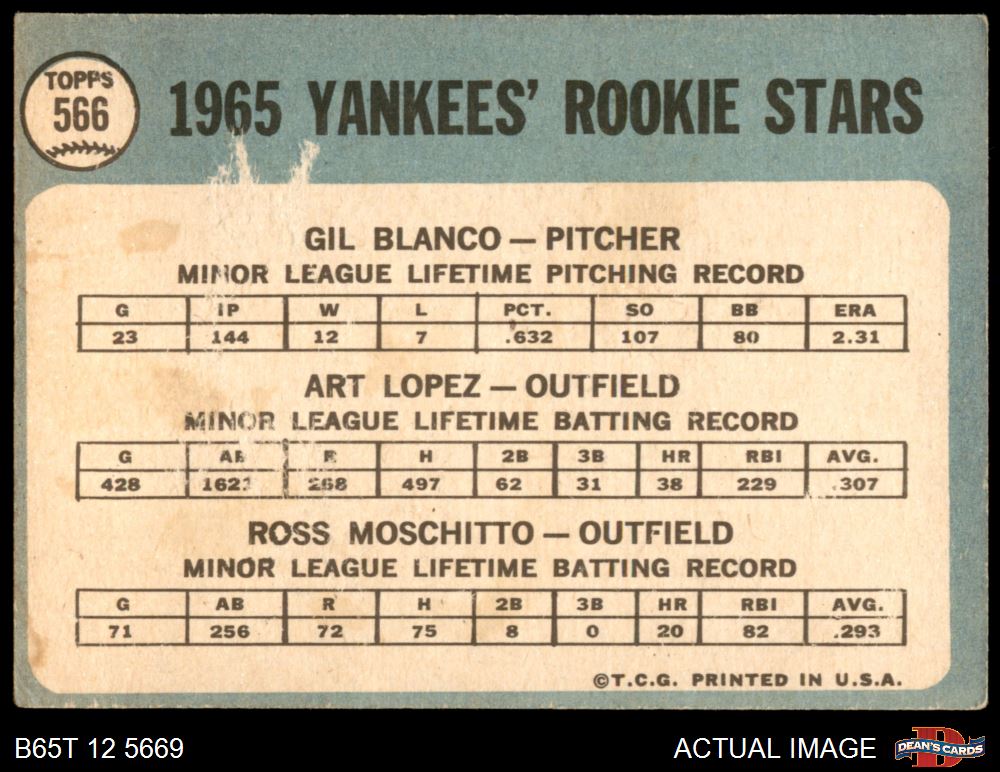 TOPPS
566
1965 YANKEES' ROOKIE STARS
GIL BLANCO — PITCHER
MINOR LEAGUE LIFETIME PITCHING RECORD
G IP W L PCT. SO BB ERA
23 144 12 7 .632 107 80 2.31
ART LOPEZ — OUTFIELD
MINOR LEAGUE LIFETIME BATTING RECORD
G AB R H 2B 3B HR RBI AVG.
428 497 62 31 38 229 .307
ROSS MOSCHITTO — OUTFIELD
MINOR LEAGUE LIFETIME BATTING RECORD
G AB R H 2B 3B HR RBI AVG.
71 256 72 75 8 0 20 82 .293
©T.C.G. PRINTED IN U.S.A.
B65T 12 5669
ACTUAL IMAGE
DEAN'S CARDS